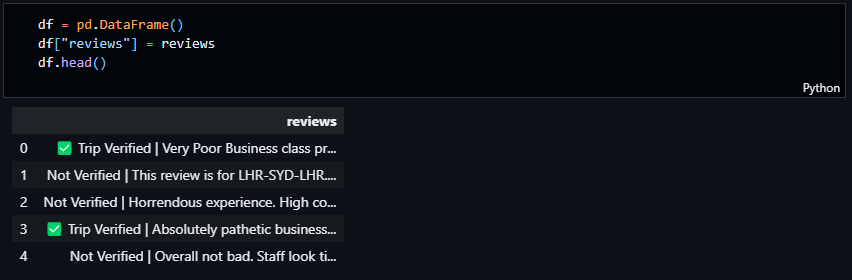 df = pd.DataFrame()
df["reviews"] = reviews
df.head()
Python
reviews
0 ✅ Trip Verified | Very Poor Business class pr...
1 Not Verified | This review is for LHR-SYD-LHR....
2 Not Verified | Horrendous experience. High co...
3 ✅ Trip Verified | Absolutely pathetic business...
4 Not Verified | Overall not bad. Staff look ti...